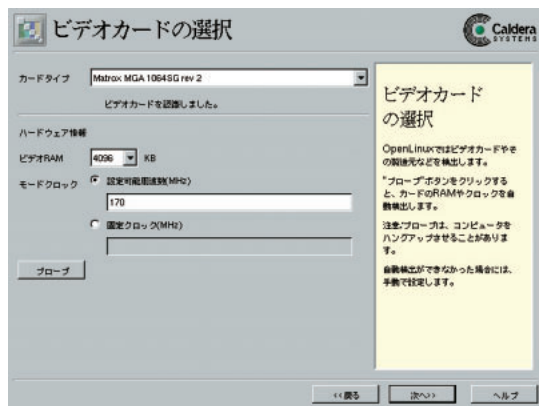 ビデオカードの選択
Caldera
SYSTEMS
カードタイプ
Matrox MGA 1064SG rev 2
ビデオカードを認識しました。
ハードウェア情報
ビデオRAM
4096
KB
モードクロック
設定可能周波数(MHz)
170
固定クロック(MHz)
プローブ
ビデオカード
の選択
OpenLinuxではビデオカードやそ
の製造元などを検出します。
"プローブ"ボタンをクリックする
と、カードのRAMやクロックを自
動検出します。
注意:プローブは、コンピュータを
ハングアップさせることがありま
す。
自動検出ができなかった場合には、
手動で設定します。
<<戻る
次へ>>
ヘルプ